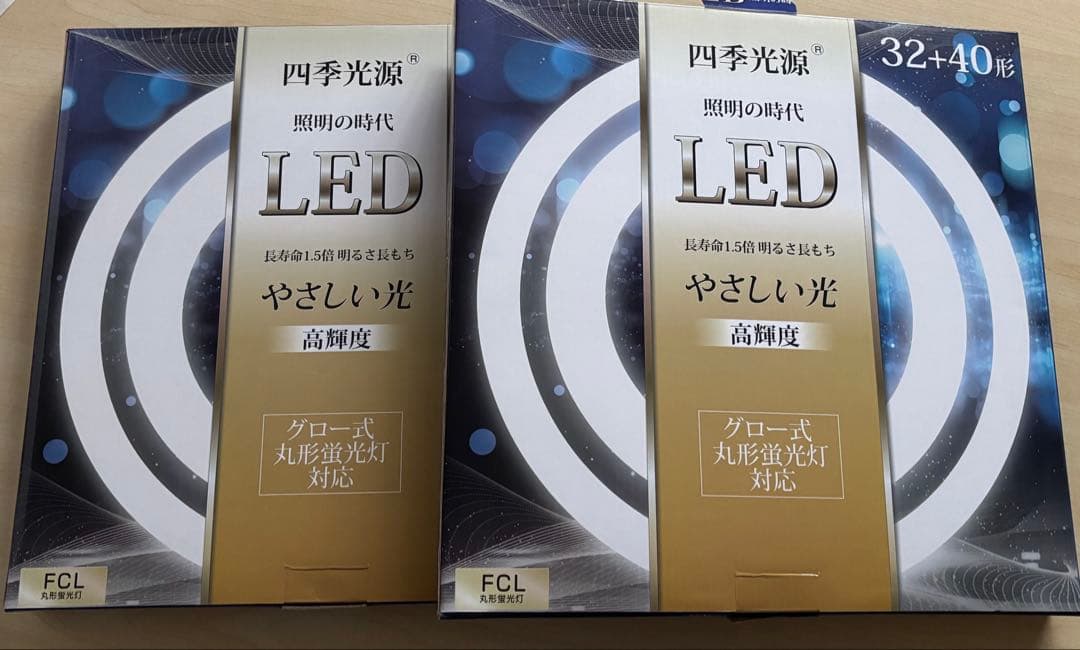 四季光源®
照明の時代
LED
長寿命1.5倍 明るさ長もち
やさしい光
高輝度
グロー式
丸形蛍光灯
対応
FCL
丸形蛍光灯
四季光源®
32+40形
照明の時代
LED
長寿命1.5倍 明るさ長もち
やさしい光
高輝度
グロー式
丸形蛍光灯
対応
FCL
丸形蛍光灯